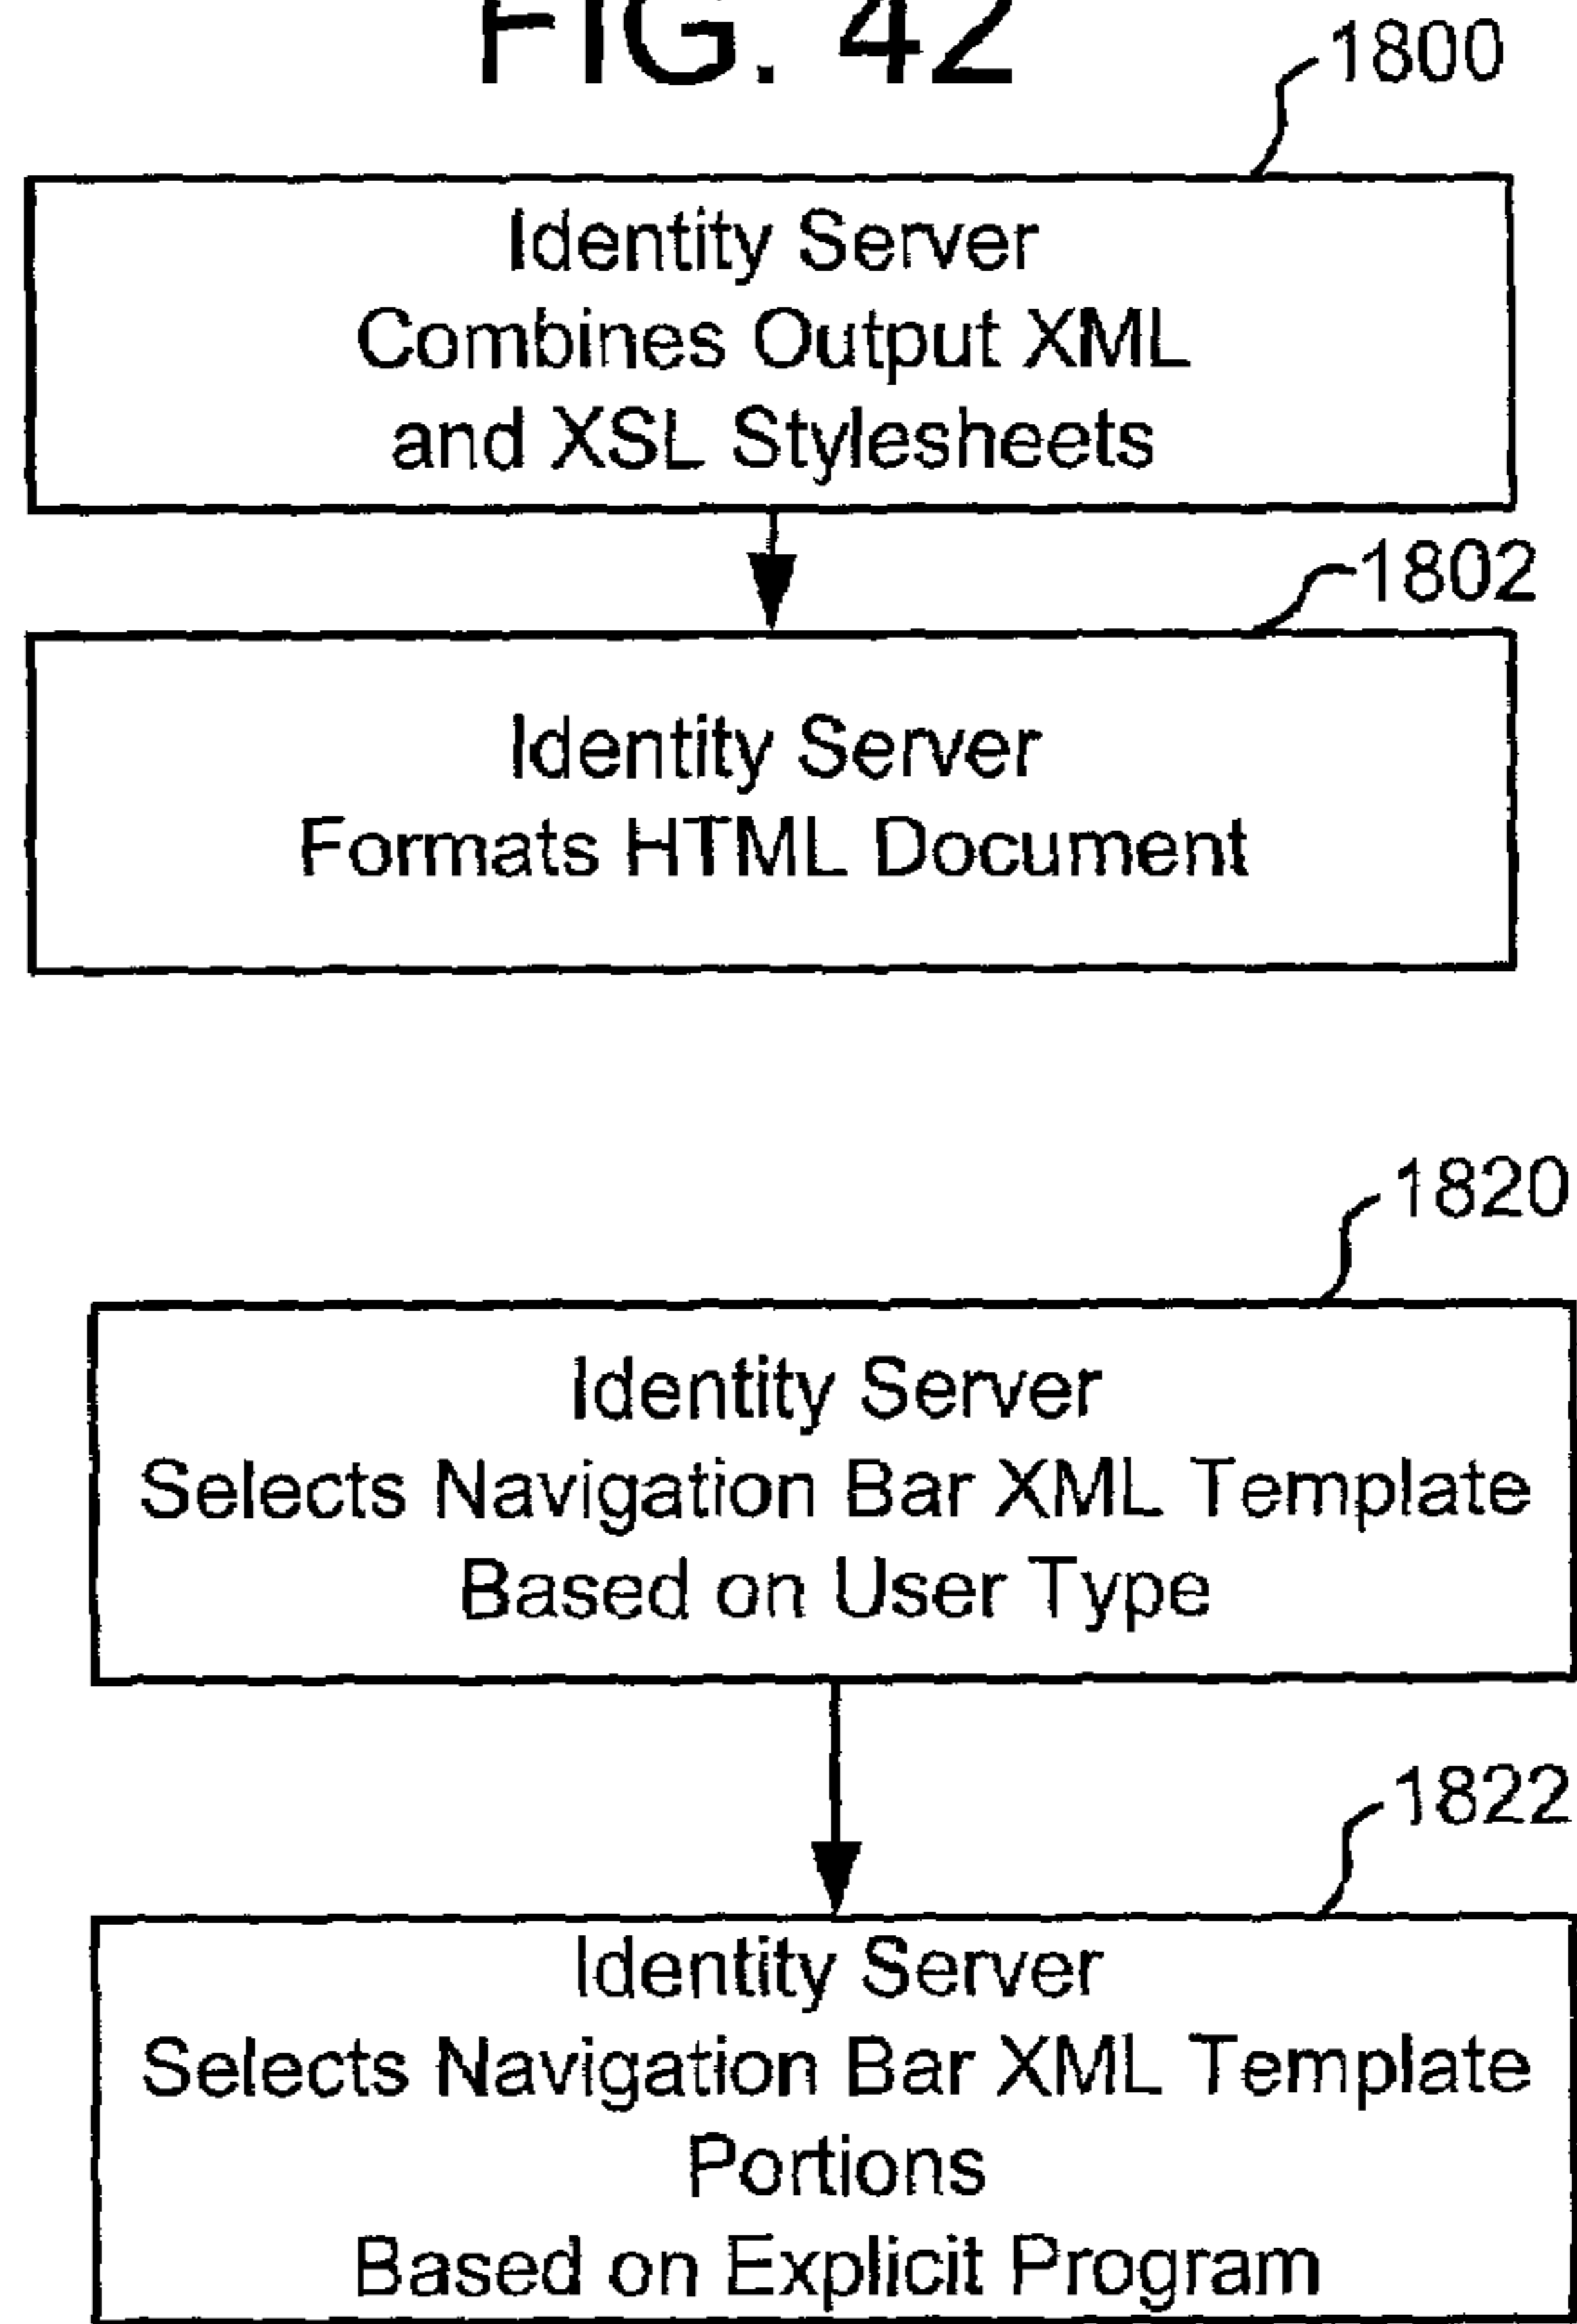 FIG. 42
1800
Identity Server
Combines Output XML
and XSL Stylesheets
1802
Identity Server
Formats HTML Document
1820
Identity Server
Selects Navigation Bar XML Template
Based on User Type
1822
Identity Server
Selects Navigation Bar XML Template
Portions
Based on Explicit Program